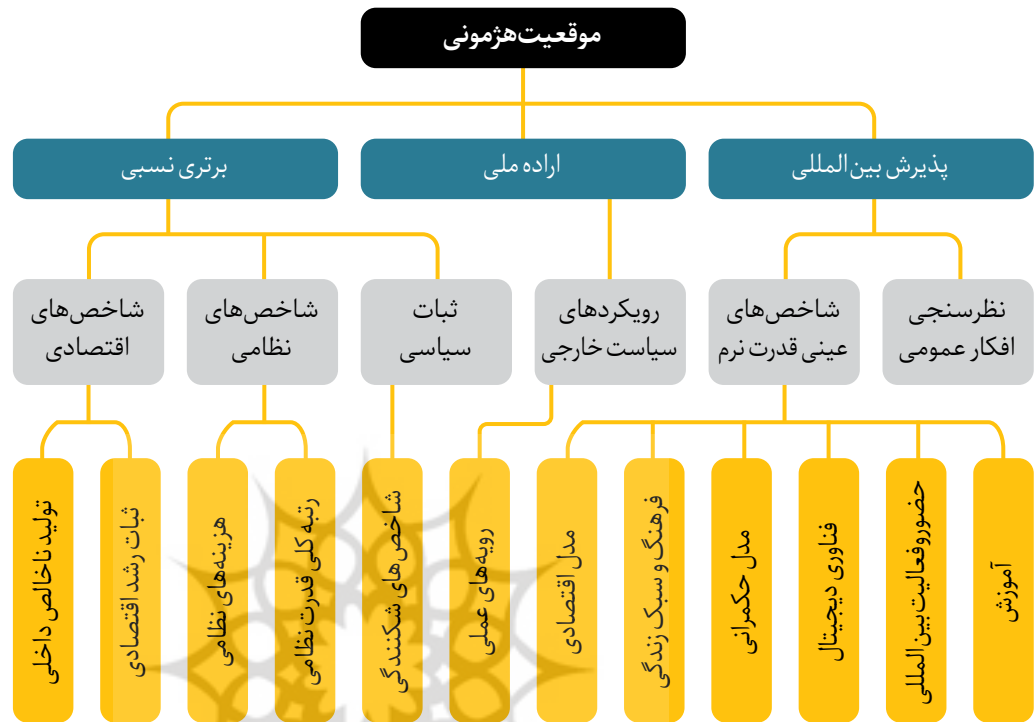 موقعیت‌هژمونی
پذیرش بین‌المللی
اراده ملی
برتری نسبی
نظرسنجی
افکار عمومی
شاخص‌های
عینی قدرت نرم
رویکردهای
سیاست خارجی
ثبات
سیاسی
شاخص‌های
نظامی
شاخص‌های
اقتصادی
آموزش
حضوروفعالیت‌بین‌المللی
فناوری دیجیتال
مدل حکمرانی
فرهنگ و سبک زندگی
مدل اقتصادی
رویه‌های عملی
شاخص‌های شکنندگی
رتبه کلی قدرت نظامی
هزینه‌های نظامی
ثبات رشد اقتصادی
تولید ناخالص داخلی